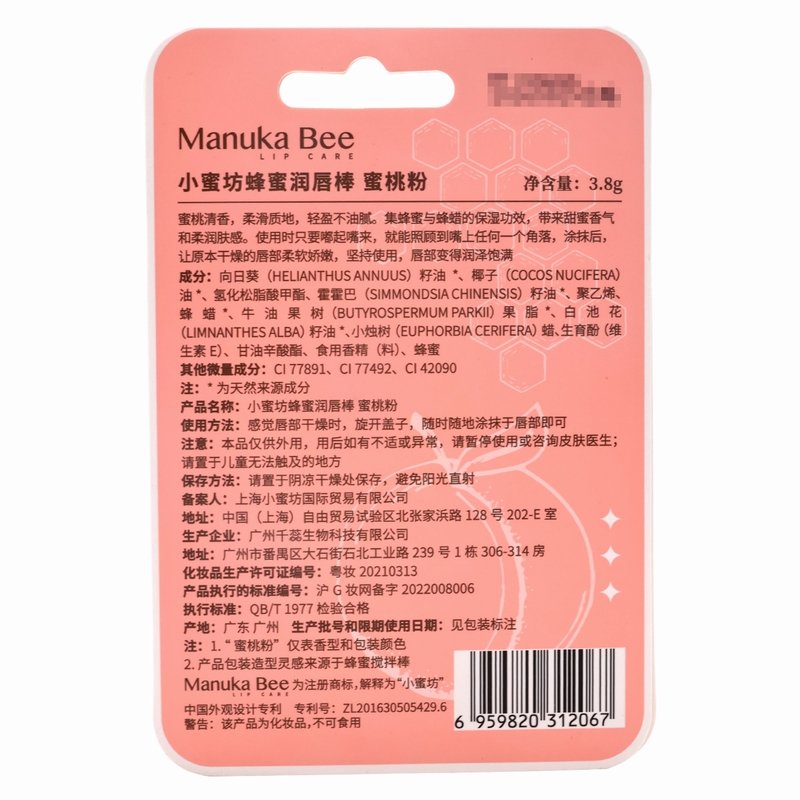 Manuka Bee
LIP CARE
小蜜坊蜂蜜润唇棒 蜜桃粉 净含量：3.8g
蜜桃清香，柔滑质地，轻盈不油腻。集蜂蜜与蜂蜡的保湿功效，带来甜蜜香气
和柔润肤感。使用时只要嘟起嘴来，就能照顾到嘴上任何一个角落，涂抹后，
让原本干燥的唇部柔软娇嫩，坚持使用，唇部变得润泽饱满
成分：向日葵（HELIANTHUS ANNUUS）籽油 *、椰子（COCOS NUCIFERA）
油 *、氢化松脂酸甲酯、霍霍巴（SIMMONDSIA CHINENSIS）籽油 *、聚乙烯、
蜂 蜡 *、牛 油 果 树（BUTYROSPERMUM PARKII）果 脂 *、白 池 花
（LIMNANTHES ALBA）籽油 *、小烛树（EUPHORBIA CERIFERA）蜡、生育酚（维
生素 E）、甘油辛酸酯、食用香精（料）、蜂蜜
其他微量成分：CI 77891、CI 77492、CI 42090
注：* 为天然来源成分
产品名称：小蜜坊蜂蜜润唇棒 蜜桃粉
使用方法：感觉唇部干燥时，旋开盖子，随时随地涂抹于唇部即可
注意：本品仅供外用，用后如有不适或异常，请暂停使用或咨询皮肤医生；
请置于儿童无法触及的地方
保存方法：请置于阴凉干燥处保存，避免阳光直射
备案人：上海小蜜坊国际贸易有限公司
地址：中国（上海）自由贸易试验区北张家浜路 128 号 202-E 室
生产企业：广州千蕊生物科技有限公司
地址：广州市番禺区大石街石北工业路 239 号 1 栋 306-314 房
化妆品生产许可证编号：粤妆 20210313
产品执行的标准编号：沪 G 妆网备字 2022008006
执行标准：QB/T 1977 检验合格
产地：广东 广州 生产批号和限期使用日期：见包装标注
注：1. “ 蜜桃粉” 仅表香型和包装颜色
2. 产品包装造型灵感来源于蜂蜜搅拌棒
Manuka Bee 为注册商标，解释为“小蜜坊”
LIP CARE
中国外观设计专利 专利号：ZL201630505429.6
警告：该产品为化妆品，不可食用
6 959820 312067